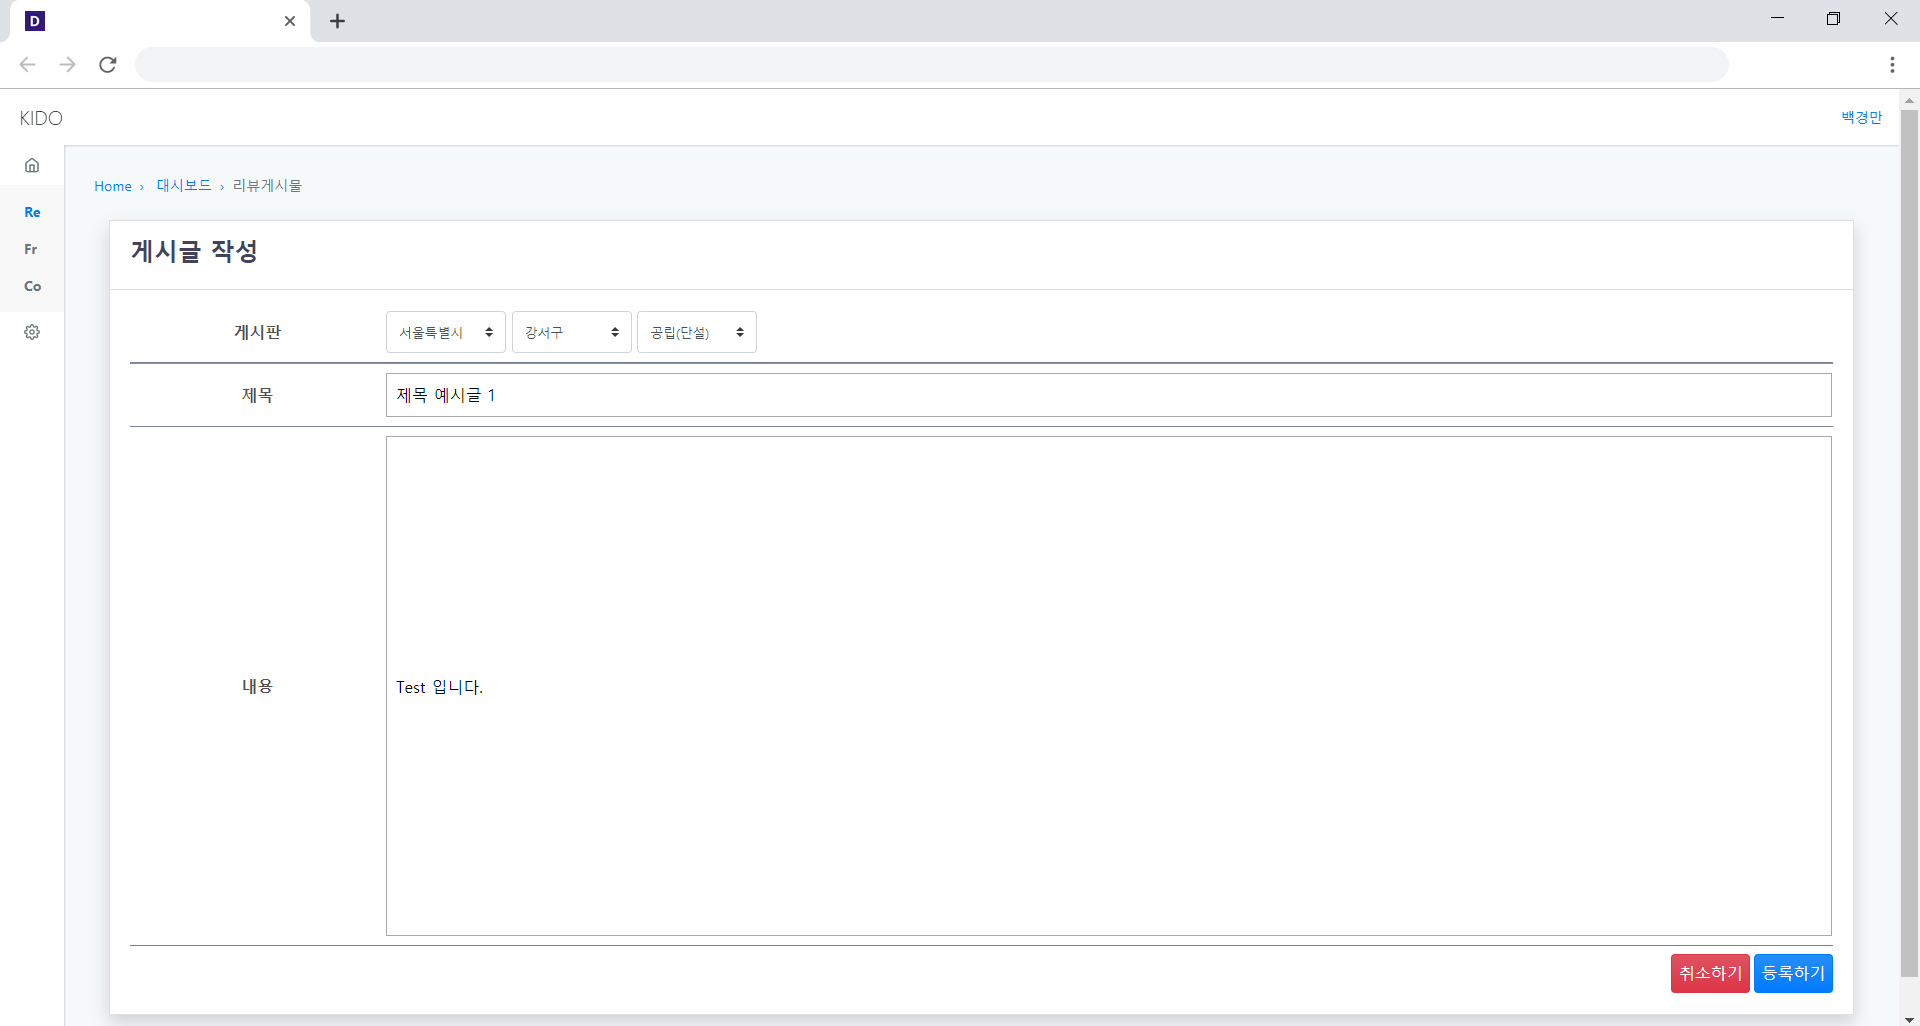 D
KIDO
백경만
Home › 대시보드 › 리뷰게시물
Re
Fr
Co
게시글 작성
게시판 서울특별시 강서구 공립(단설)
제목 제목 예시글 1
내용 Test 입니다.
취소하기 등록하기